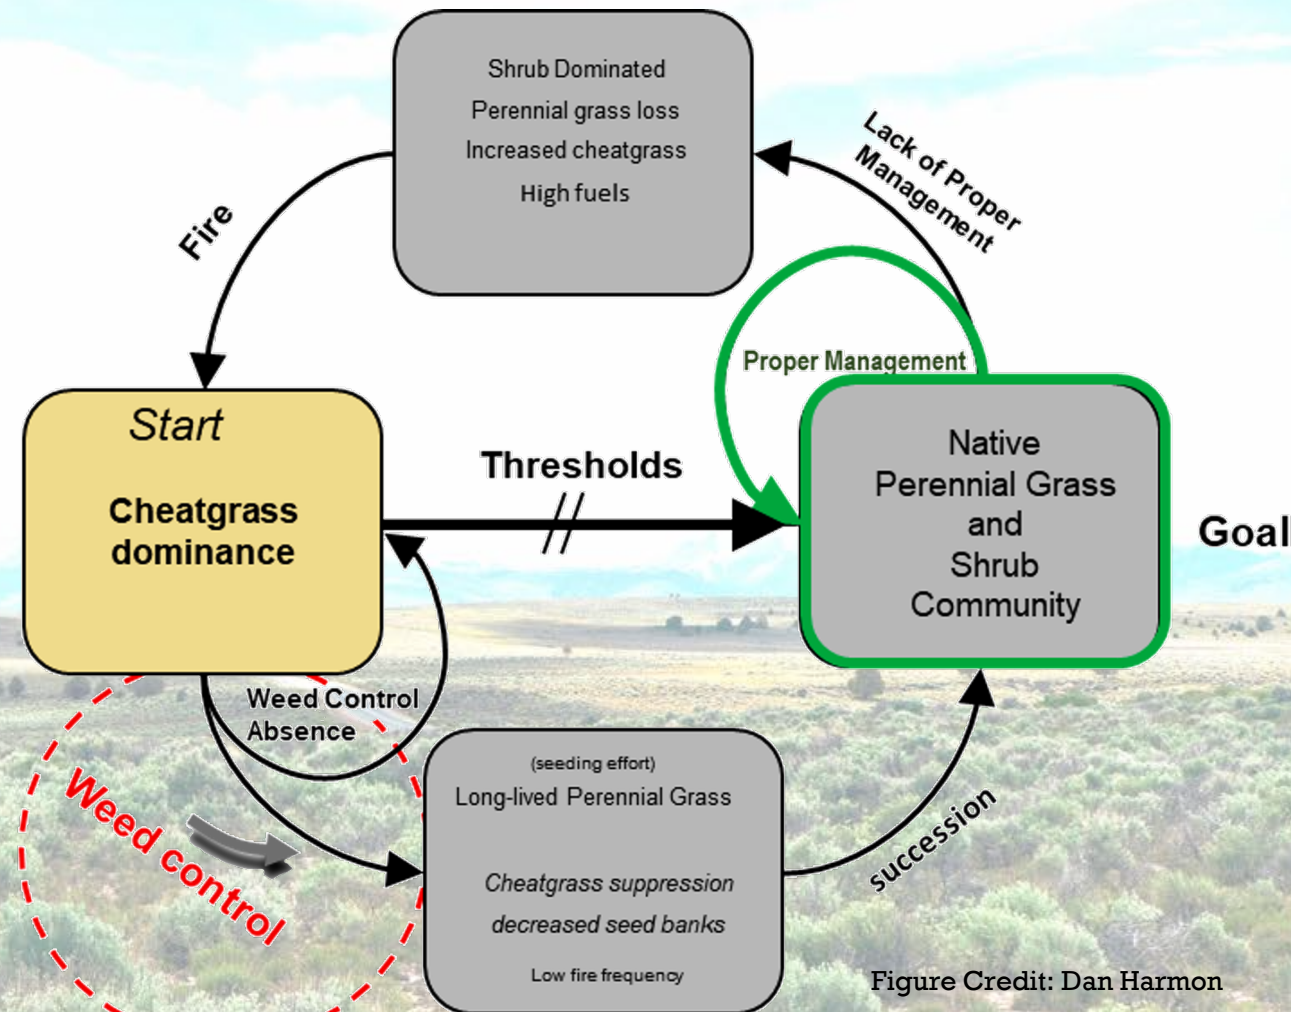 Shrub Dominated
Perennial grass loss
Increased cheatgrass
High fuels
Lack of Proper
Management
Fire
Proper Management
Start
Cheatgrass
dominance
Thresholds
Native
Perennial Grass
and
Shrub
Community
Goal
Weed Control
Absence
Weed control
(seeding effort)
Long-lived Perennial Grass
Cheatgrass suppression
decreased seed banks
Low fire frequency
succession
Figure Credit: Dan Harmon